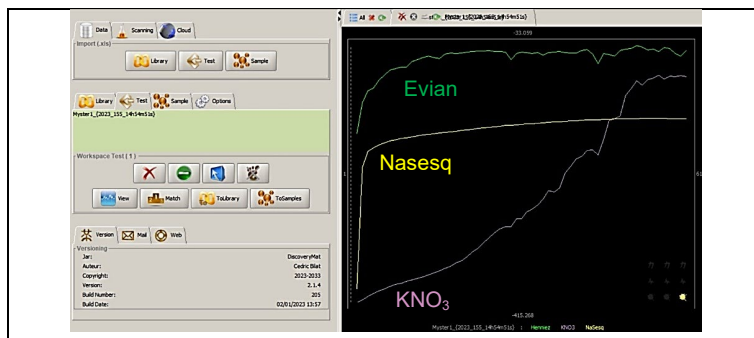 Data Scanning Cloud
Import (.xls)
Library Test Sample
Library Test Sample Options
Myster1_{2023_155_14h54m51s}
Workspace Test ( 1 )
View Match ToLibrary ToSamples
Version Mail Web
Versioning
Jar: DiscoveryMat
Auteur: Cedric Bilat
Copyright: 2023-2033
Version: 2.1.4
Build Number: 205
Build Date: 02/01/2023 13:57
All
-33.059
Evian
Nasesq
1
61
KNO₃
-415.268
Myster1_{2023_155_14h54m51s} : Hennez KNO3 NaSesq